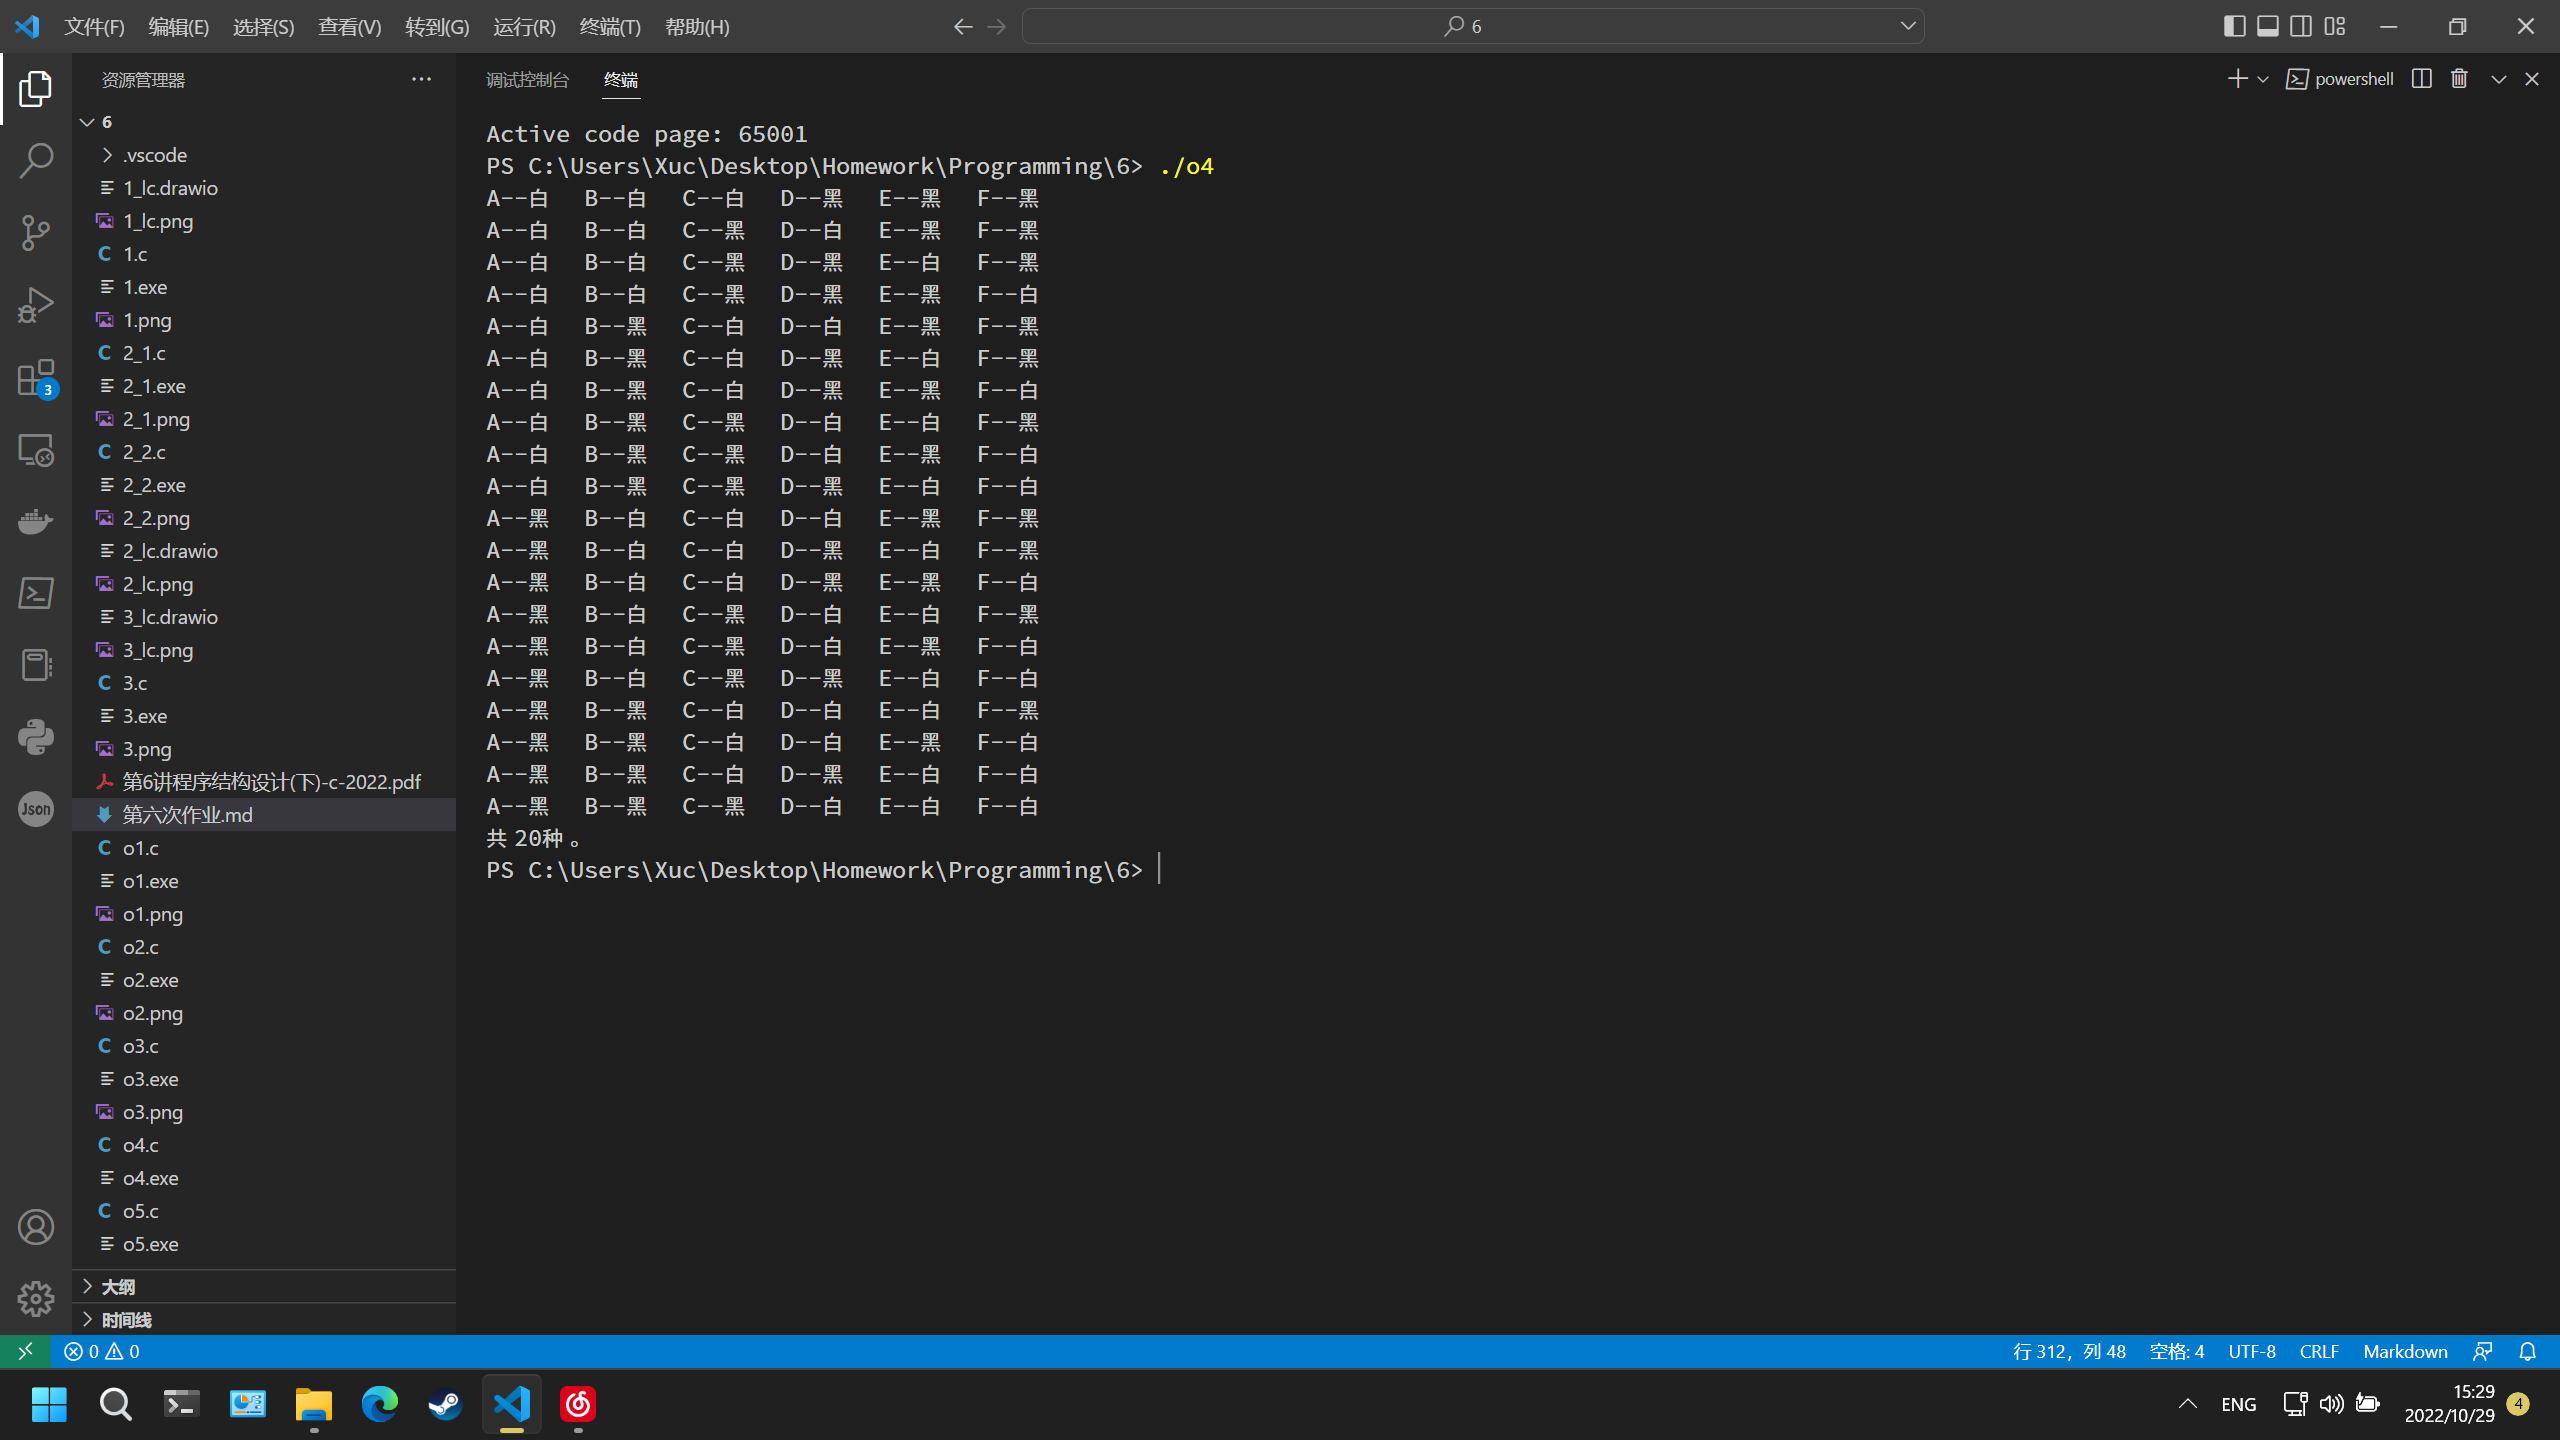 文件(F) 编辑(E) 选择(S) 查看(V) 转到(G) 运行(R) 终端(T) 帮助(H) 6
资源管理器
6
.vscode
1_lc.drawio
1_lc.png
1.c
1.exe
1.png
2_1.c
2_1.exe
2_1.png
2_2.c
2_2.exe
2_2.png
2_lc.drawio
2_lc.png
3_lc.drawio
3_lc.png
3.c
3.exe
3.png
第6讲程序结构设计(下)-c-2022.pdf
第六次作业.md
o1.c
o1.exe
o1.png
o2.c
o2.exe
o2.png
o3.c
o3.exe
o3.png
o4.c
o4.exe
o5.c
o5.exe
大纲
时间线
3
Json
调试控制台 终端 powershell
Active code page: 65001
PS C:\Users\Xuc\Desktop\Homework\Programming\6> ./o4
A--白 B--白 C--白 D--黑 E--黑 F--黑
A--白 B--白 C--黑 D--白 E--黑 F--黑
A--白 B--白 C--黑 D--黑 E--白 F--黑
A--白 B--白 C--黑 D--黑 E--黑 F--白
A--白 B--黑 C--白 D--白 E--黑 F--黑
A--白 B--黑 C--白 D--黑 E--白 F--黑
A--白 B--黑 C--白 D--黑 E--黑 F--白
A--白 B--黑 C--黑 D--白 E--白 F--黑
A--白 B--黑 C--黑 D--白 E--黑 F--白
A--白 B--黑 C--黑 D--黑 E--白 F--白
A--黑 B--白 C--白 D--白 E--黑 F--黑
A--黑 B--白 C--白 D--黑 E--白 F--黑
A--黑 B--白 C--白 D--黑 E--黑 F--白
A--黑 B--白 C--黑 D--白 E--白 F--黑
A--黑 B--白 C--黑 D--白 E--黑 F--白
A--黑 B--白 C--黑 D--黑 E--白 F--白
A--黑 B--黑 C--白 D--白 E--白 F--黑
A--黑 B--黑 C--白 D--白 E--黑 F--白
A--黑 B--黑 C--白 D--黑 E--白 F--白
A--黑 B--黑 C--黑 D--白 E--白 F--白
共20种。
PS C:\Users\Xuc\Desktop\Homework\Programming\6>
0 0 行 312，列 48 空格: 4 UTF-8 CRLF Markdown
ENG 15:29
2022/10/29 4